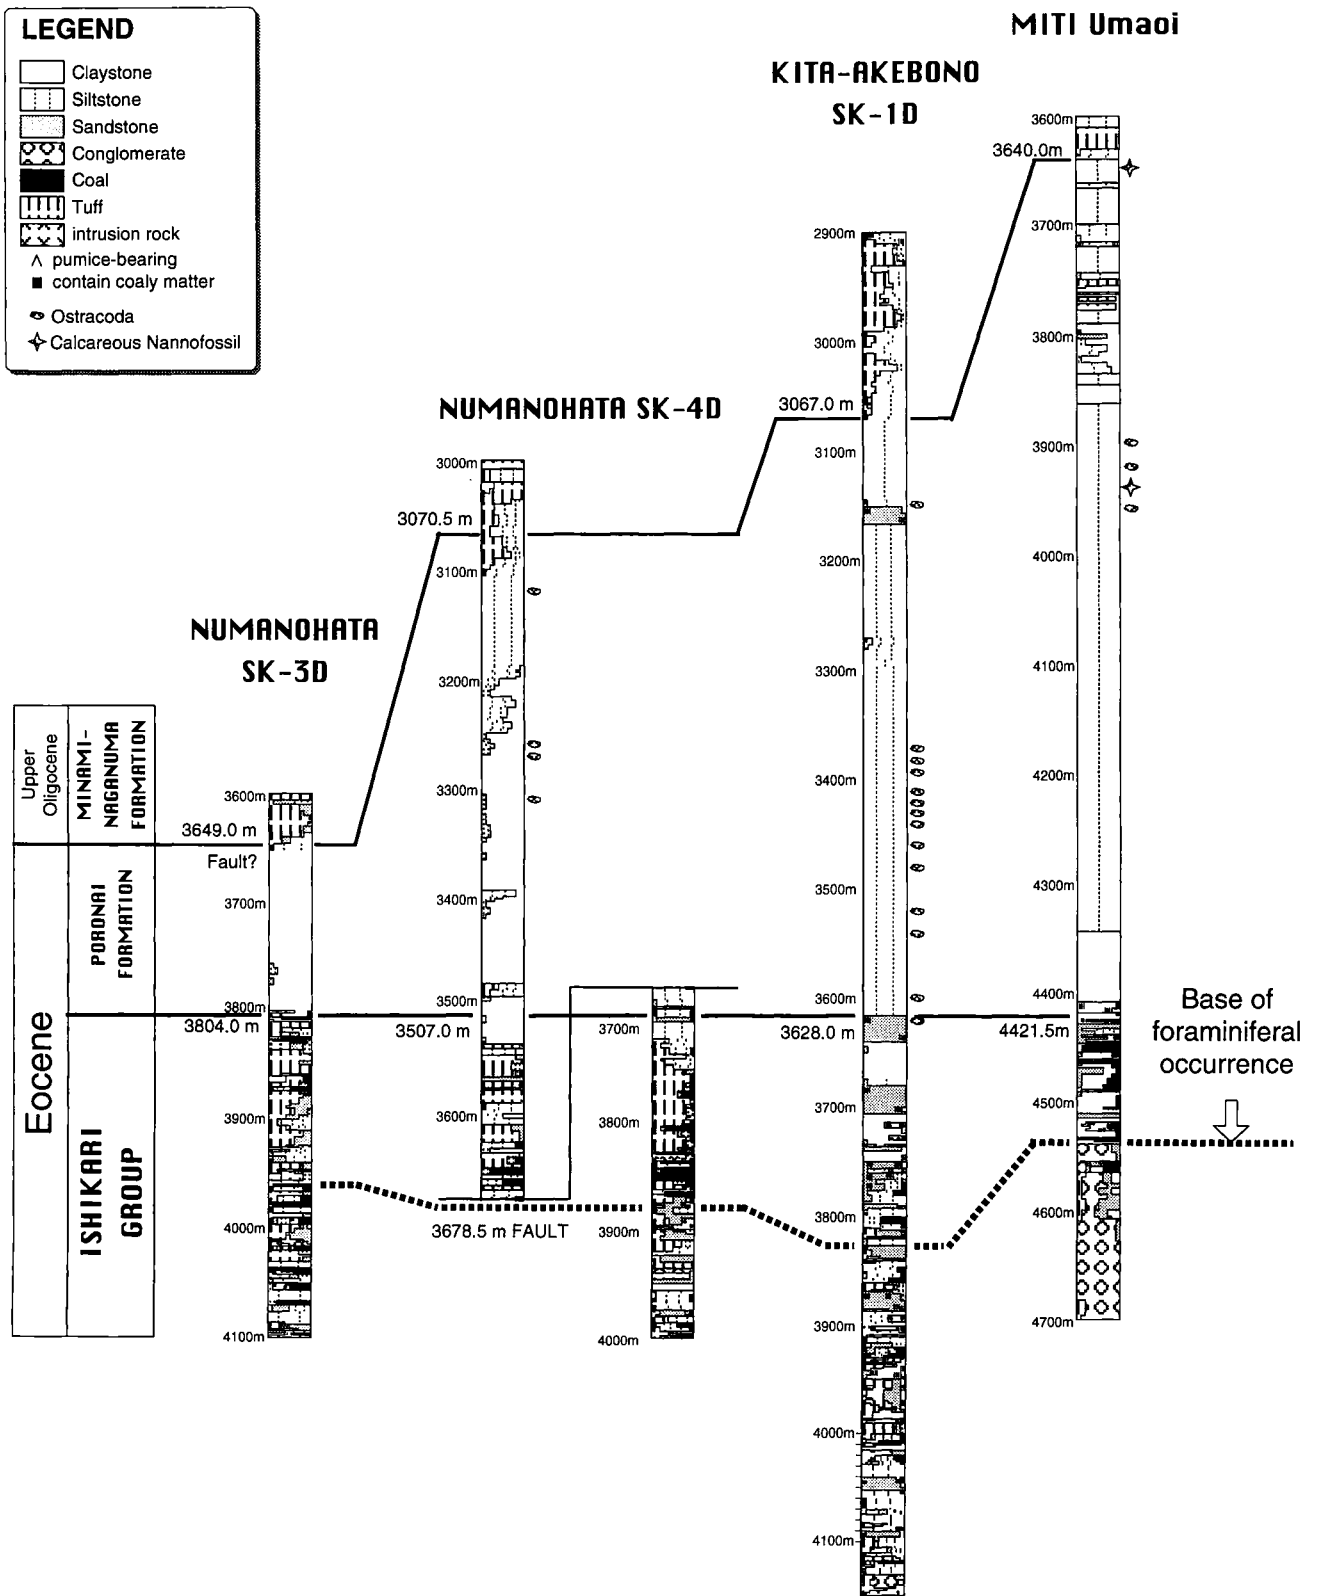 LEGEND
Claystone
Siltstone
Sandstone
Conglomerate
Coal
Tuff
intrusion rock
pumice-bearing
contain coaly matter
Ostracoda
Calcareous Nannofossil
MITI Umaoi
KITA-AKEBONO
SK-1D
NUMANOHATA SK-4D
NUMANOHATA
SK-3D
Upper
Oligocene
MINAMI-
NAGANUMA
FORMATION
Eocene
PORONAI
FORMATION
ISHIKARI
GROUP
3600m
3649.0 m
Fault?
3700m
3800m
3804.0 m
3900m
4000m
4100m
3000m
3070.5 m
3100m
3200m
3300m
3400m
3500m
3507.0 m
3600m
3678.5 m FAULT
3700m
3800m
3900m
4000m
2900m
3000m
3067.0 m
3100m
3200m
3300m
3400m
3500m
3600m
3628.0 m
3700m
3800m
3900m
4000m
4100m
3600m
3640.0m
3700m
3800m
3900m
4000m
4100m
4200m
4300m
4400m
4421.5m
4500m
4600m
4700m
Base of
foraminiferal
occurrence